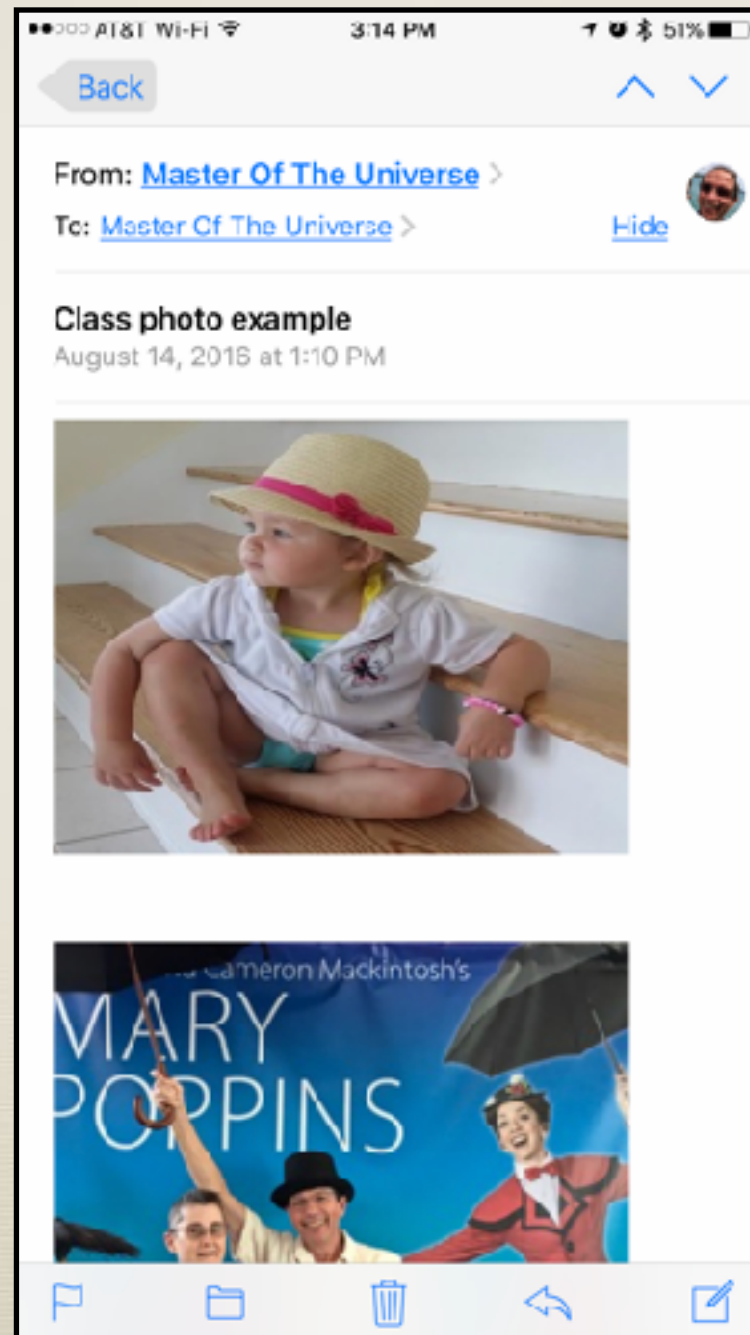 AT&T Wi-Fi 3:14 PM 51%
Back
From: Master Of The Universe
To: Master Of The Universe Hide
Class photo example
August 14, 2016 at 1:10 PM
Cameron Mackintosh's
MARY
POPPINS